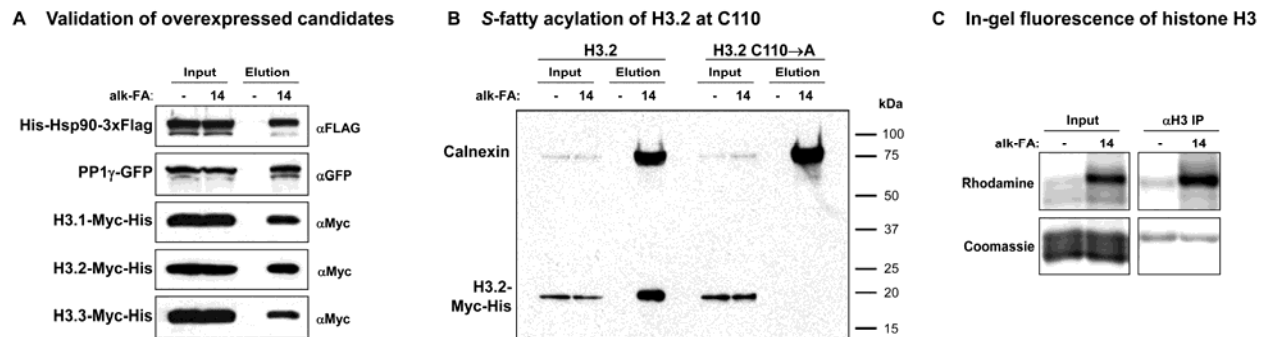 A Validation of overexpressed candidates
Input Elution
alk-FA: - 14 - 14
His-Hsp90-3xFlag αFLAG
PP1γ-GFP αGFP
H3.1-Myc-His αMyc
H3.2-Myc-His αMyc
H3.3-Myc-His αMyc
B S-fatty acylation of H3.2 at C110
H3.2 H3.2 C110→A
Input Elution Input Elution
alk-FA: - 14 - 14 - 14 - 14
kDa
100
Calnexin 75
50
37
25
H3.2- 20
Myc-His
15
C In-gel fluorescence of histone H3
Input αH3 IP
alk-FA: - 14 - 14
Rhodamine
Coomassie